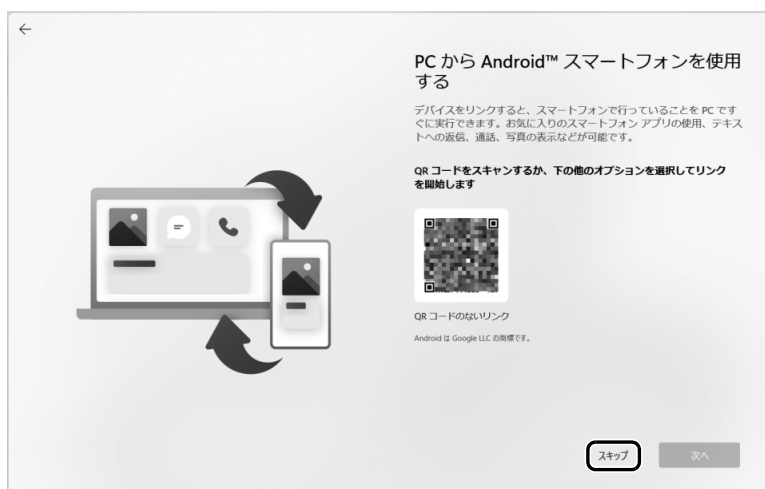 PC から Android™ スマートフォンを使用
する
デバイスをリンクすると、スマートフォンで行っていることを PC です
ぐに実行できます。お気に入りのスマートフォン アプリの使用、テキス
トへの返信、通話、写真の表示などが可能です。
QR コードをスキャンするか、下の他のオプションを選択してリンク
を開始します
QR コードのないリンク
Android は Google LLC の商標です。
スキップ
次へ